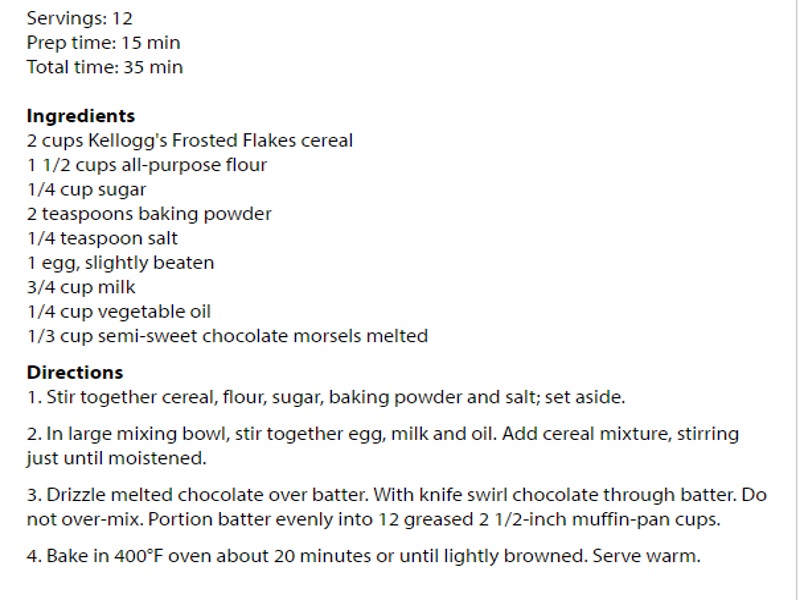 Servings: 12
Prep time: 15 min
Total time: 35 min
Ingredients
2 cups Kellogg's Frosted Flakes cereal
1 1/2 cups all-purpose flour
1/4 cup sugar
2 teaspoons baking powder
1/4 teaspoon salt
1 egg, slightly beaten
3/4 cup milk
1/4 cup vegetable oil
1/3 cup semi-sweet chocolate morsels melted
Directions
1. Stir together cereal, flour, sugar, baking powder and salt; set aside.
2. In large mixing bowl, stir together egg, milk and oil. Add cereal mixture, stirring
just until moistened.
3. Drizzle melted chocolate over batter. With knife swirl chocolate through batter. Do
not over-mix. Portion batter evenly into 12 greased 2 1/2-inch muffin-pan cups.
4. Bake in 400°F oven about 20 minutes or until lightly browned. Serve warm.